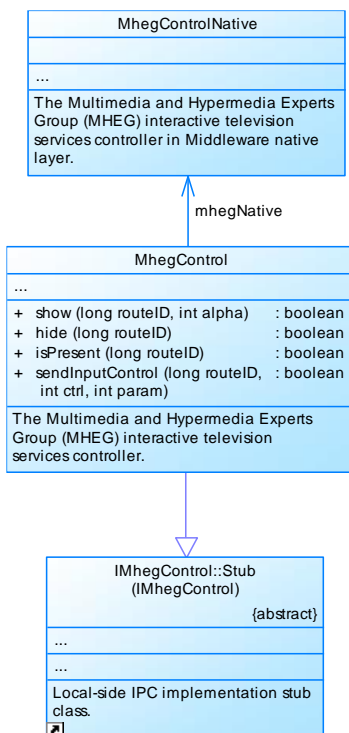 MhegControlNative
...
The Multimedia and Hypermedia Experts
Group (MHEG) interactive television
services controller in Middleware native
layer.
mhegNative
MhegControl
...
+ show (long routeID, int alpha) : boolean
+ hide (long routeID) : boolean
+ isPresent (long routeID) : boolean
+ sendInputControl (long routeID, : boolean
int ctrl, int param)
The Multimedia and Hypermedia Experts
Group (MHEG) interactive television
services controller.
IMhegControl::Stub
(IMhegControl)
{abstract}
...
...
Local-side IPC implementation stub
class.